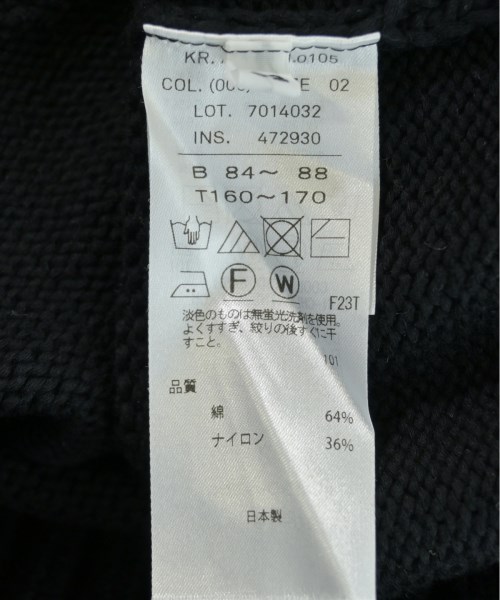 KR.
COL. 02
LOT. 7014032
INS. 472930
B 84～ 88
T160～170
F W
F23T
淡色のものは無蛍光洗剤を使用。
よくすすぎ、絞りの後すぐに干
すこと。
101
品質
綿 64%
ナイロン 36%
日本製